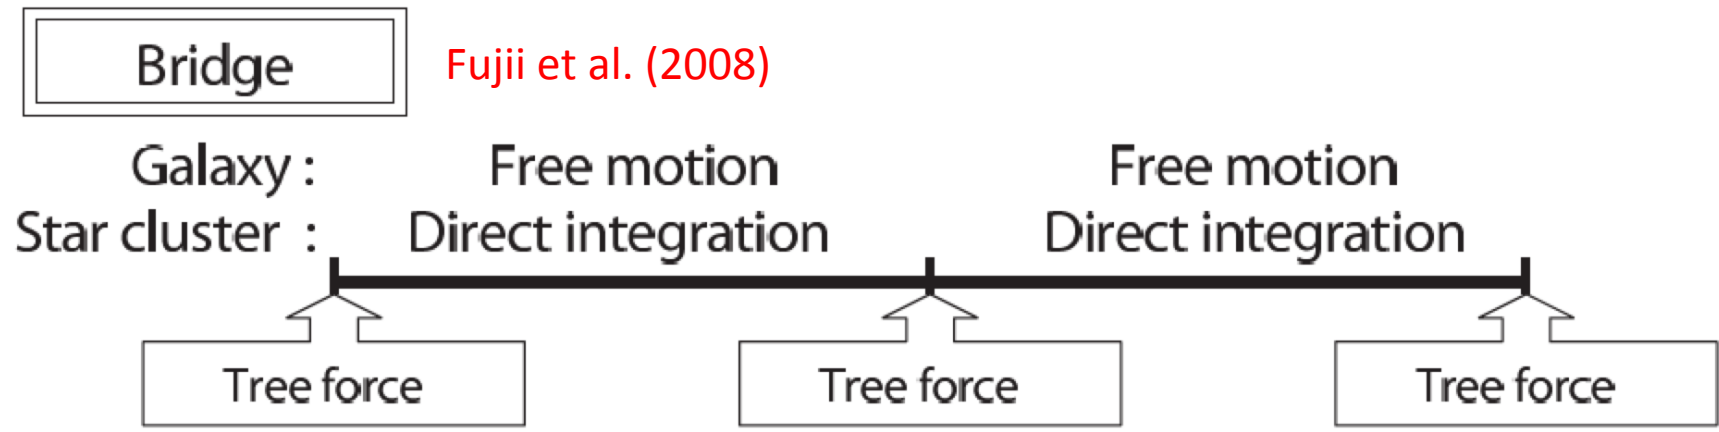 Bridge Fujii et al. (2008)
Galaxy : Free motion Free motion
Star cluster : Direct integration Direct integration
Tree force Tree force Tree force